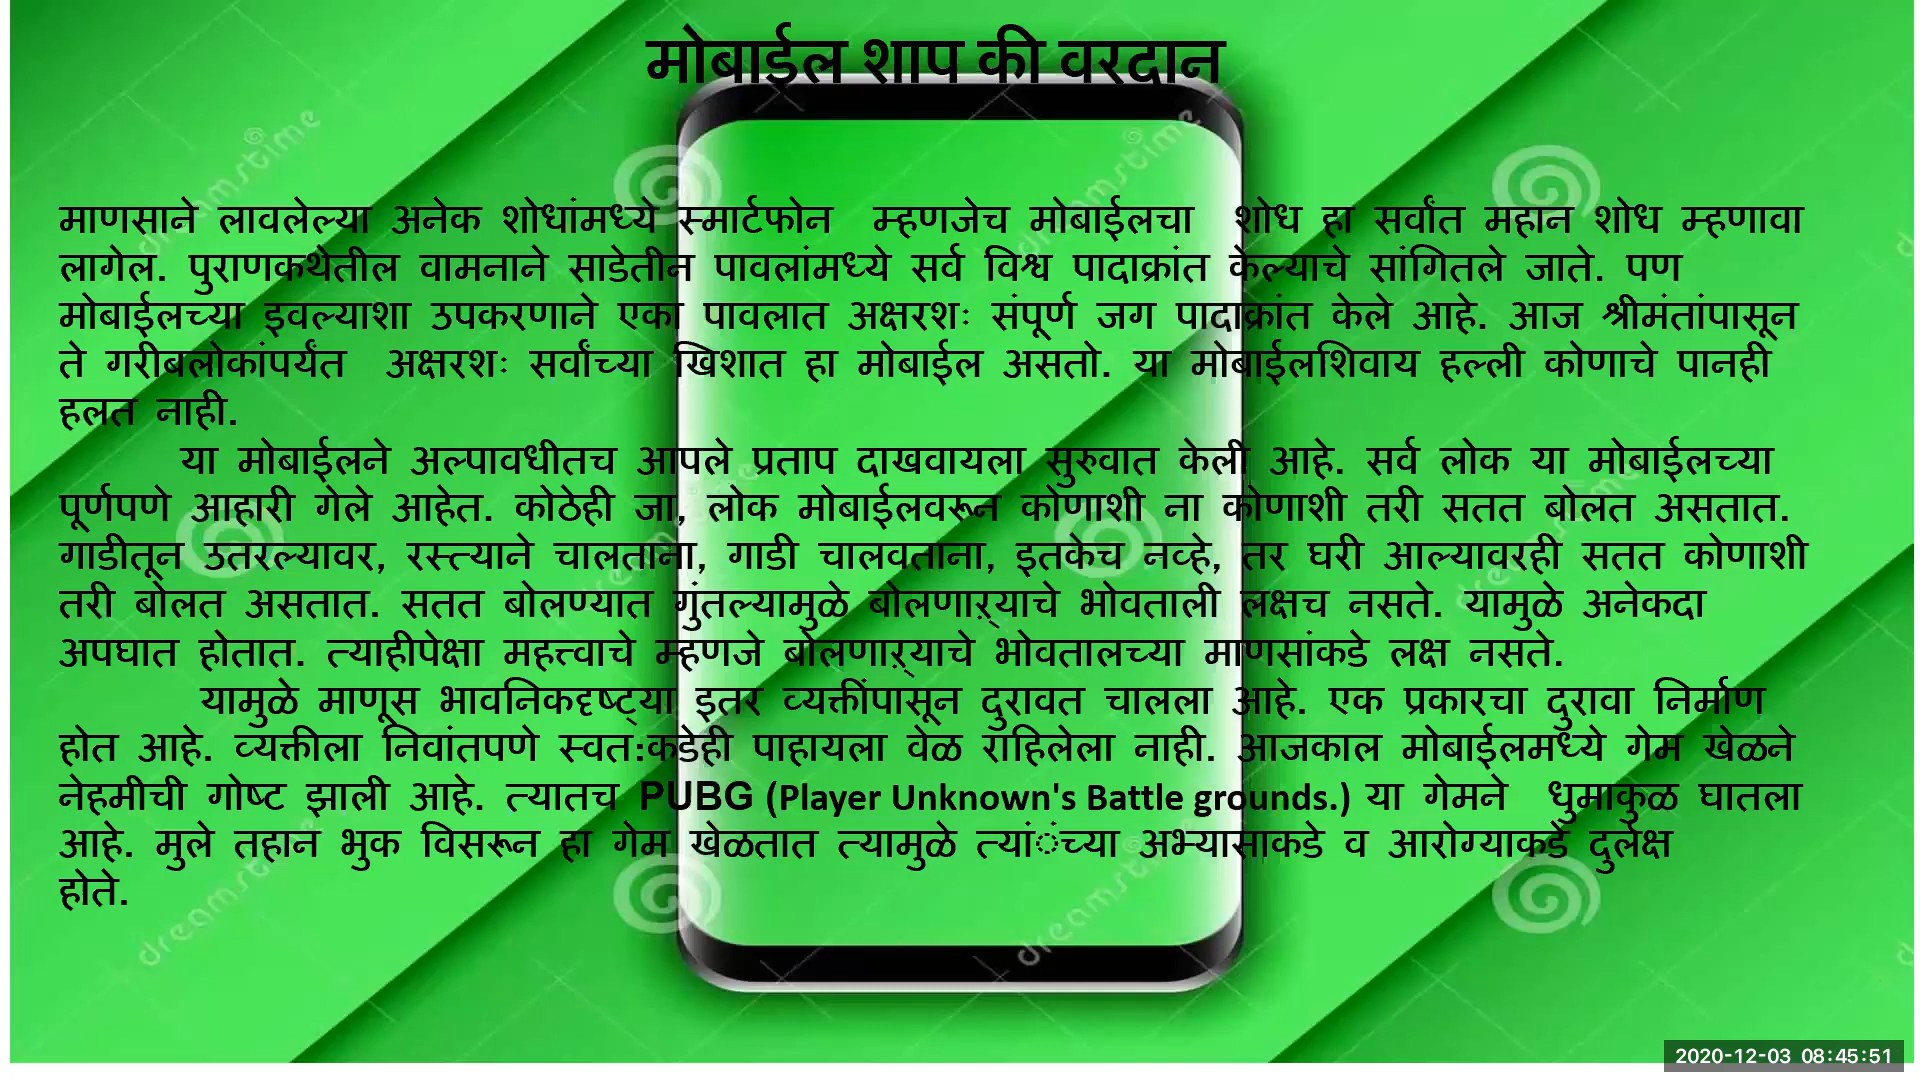 मोबाईल शाप की वरदान
माणसाने लावलेल्या अनेक शोधांमध्ये स्मार्टफोन म्हणजेच मोबाईलचा शोध हा सर्वांत महान शोध म्हणावा
लागेल. पुराणकथेतील वामनाने साडेतीन पावलांमध्ये सर्व विश्व पादाक्रांत केल्याचे सांगितले जाते. पण
मोबाईलच्या इवल्याशा उपकरणाने एका पावलात अक्षरशः संपूर्ण जग पादाक्रांत केले आहे. आज श्रीमंतांपासून
ते गरीबलोकांपर्यंत अक्षरशः सर्वांच्या खिशात हा मोबाईल असतो. या मोबाईलशिवाय हल्ली कोणाचे पानही
हलत नाही.
या मोबाईलने अल्पावधीतच आपले प्रताप दाखवायला सुरुवात केली आहे. सर्व लोक या मोबाईलच्या
पूर्णपणे आहारी गेले आहेत. कोठेही जा, लोक मोबाईलवरून कोणाशी ना कोणाशी तरी सतत बोलत असतात.
गाडीतून उतरल्यावर, रस्त्याने चालताना, गाडी चालवताना, इतकेच नव्हे, तर घरी आल्यावरही सतत कोणाशी
तरी बोलत असतात. सतत बोलण्यात गुंतल्यामुळे बोलणाऱ्याचे भोवताली लक्षच नसते. यामुळे अनेकदा
अपघात होतात. त्याहीपेक्षा महत्त्वाचे म्हणजे बोलणाऱ्याचे भोवतालच्या माणसांकडे लक्ष नसते.
यामुळे माणूस भावनिकदृष्ट्या इतर व्यक्तींपासून दुरावत चालला आहे. एक प्रकारचा दुरावा निर्माण
होत आहे. व्यक्तीला निवांतपणे स्वत:कडेही पाहायला वेळ राहिलेला नाही. आजकाल मोबाईलमध्ये गेम खेळने
नेहमीची गोष्ट झाली आहे. त्यातच PUBG (Player Unknown's Battle grounds.) या गेमने धुमाकुळ घातला
आहे. मुले तहान भुक विसरून हा गेम खेळतात त्यामुळे त्यांंच्या अभ्यासाकडे व आरोग्याकडे दुर्लक्ष
होते.
dreamstime
dreamstime
dreamstime
dreamstime
dreamstime
dreamstime
2020-12-03 08:45:51